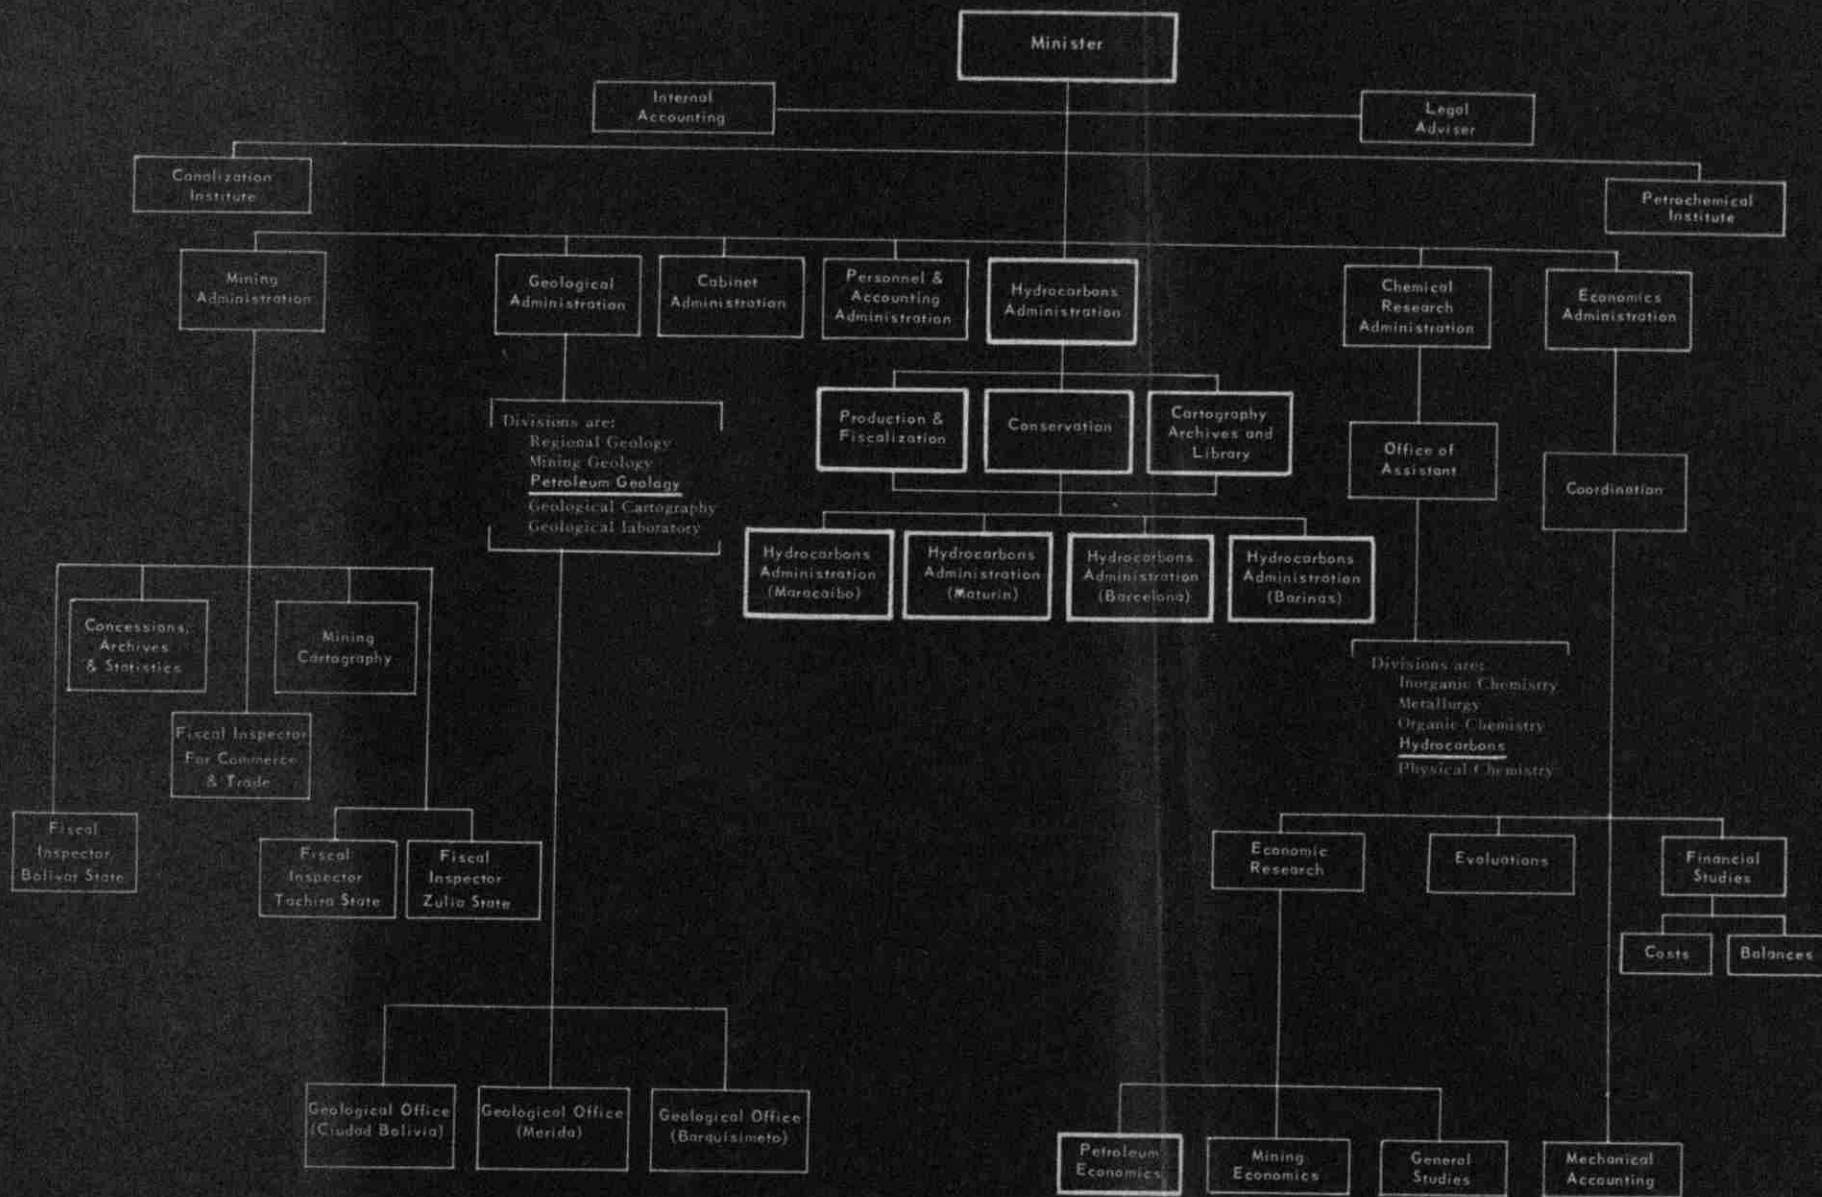 Minister
Internal
Accounting
Legal
Adviser
Canalization
Institute
Petrochemical
Institute
Mining
Administration
Geological
Administration
Cabinet
Administration
Personnel &
Accounting
Administration
Hydrocarbons
Administration
Chemical
Research
Administration
Economics
Administration
Divisions are:
Regional Geology
Mining Geology
Petroleum Geology
Geological Cartography
Geological laboratory
Production &
Fiscalization
Conservation
Cartography
Archives and
Library
Office of
Assistant
Coordination
Hydrocarbons
Administration
(Maracaibo)
Hydrocarbons
Administration
(Maturin)
Hydrocarbons
Administration
(Barcelona)
Hydrocarbons
Administration
(Barinas)
Concessions,
Archives
& Statistics
Mining
Cartography
Divisions are:
Inorganic Chemistry
Metallurgy
Organic Chemistry
Hydrocarbons
Physical Chemistry
Fiscal Inspector
For Commerce
& Trade
Fiscal
Inspector
Bolivar State
Fiscal
Inspector
Tachira State
Fiscal
Inspector
Zulia State
Economic
Research
Evaluations
Financial
Studies
Costs
Balances
Geological Office
(Ciudad Bolivia)
Geological Office
(Merida)
Geological Office
(Barquisimeto)
Petroleum
Economics
Mining
Economics
General
Studies
Mechanical
Accounting